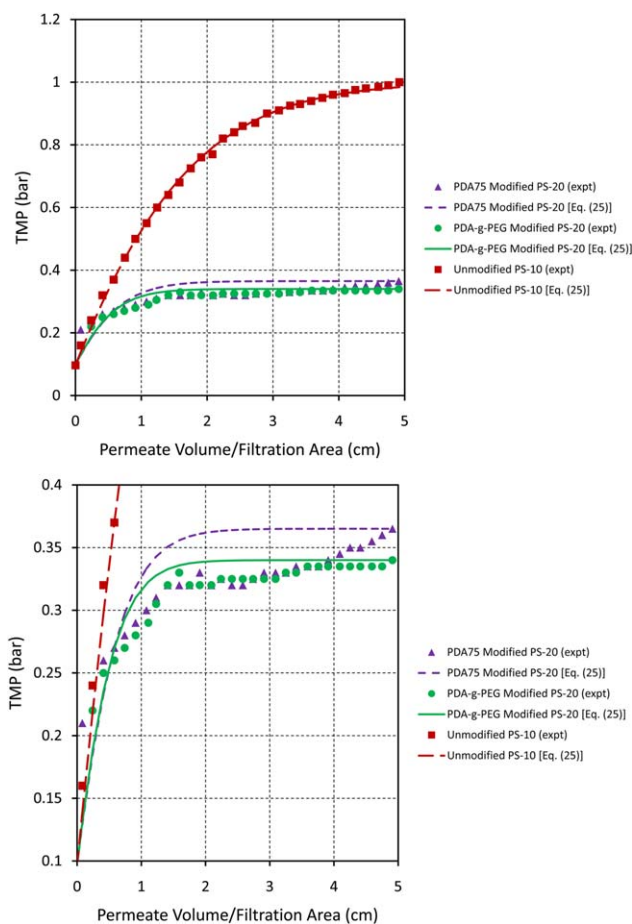 1.2
1
0.8
0.6
0.4
0.2
0
TMP (bar)
0 1 2 3 4 5
Permeate Volume/Filtration Area (cm)
PDA75 Modified PS-20 (expt)
PDA75 Modified PS-20 [Eq. (25)]
PDA-g-PEG Modified PS-20 (expt)
PDA-g-PEG Modified PS-20 [Eq. (25)]
Unmodified PS-10 (expt)
Unmodified PS-10 [Eq. (25)]
0.4
0.35
0.3
0.25
0.2
0.15
0.1
TMP (bar)
0 1 2 3 4 5
Permeate Volume/Filtration Area (cm)
PDA75 Modified PS-20 (expt)
PDA75 Modified PS-20 [Eq. (25)]
PDA-g-PEG Modified PS-20 (expt)
PDA-g-PEG Modified PS-20 [Eq. (25)]
Unmodified PS-10 (expt)
Unmodified PS-10 [Eq. (25)]